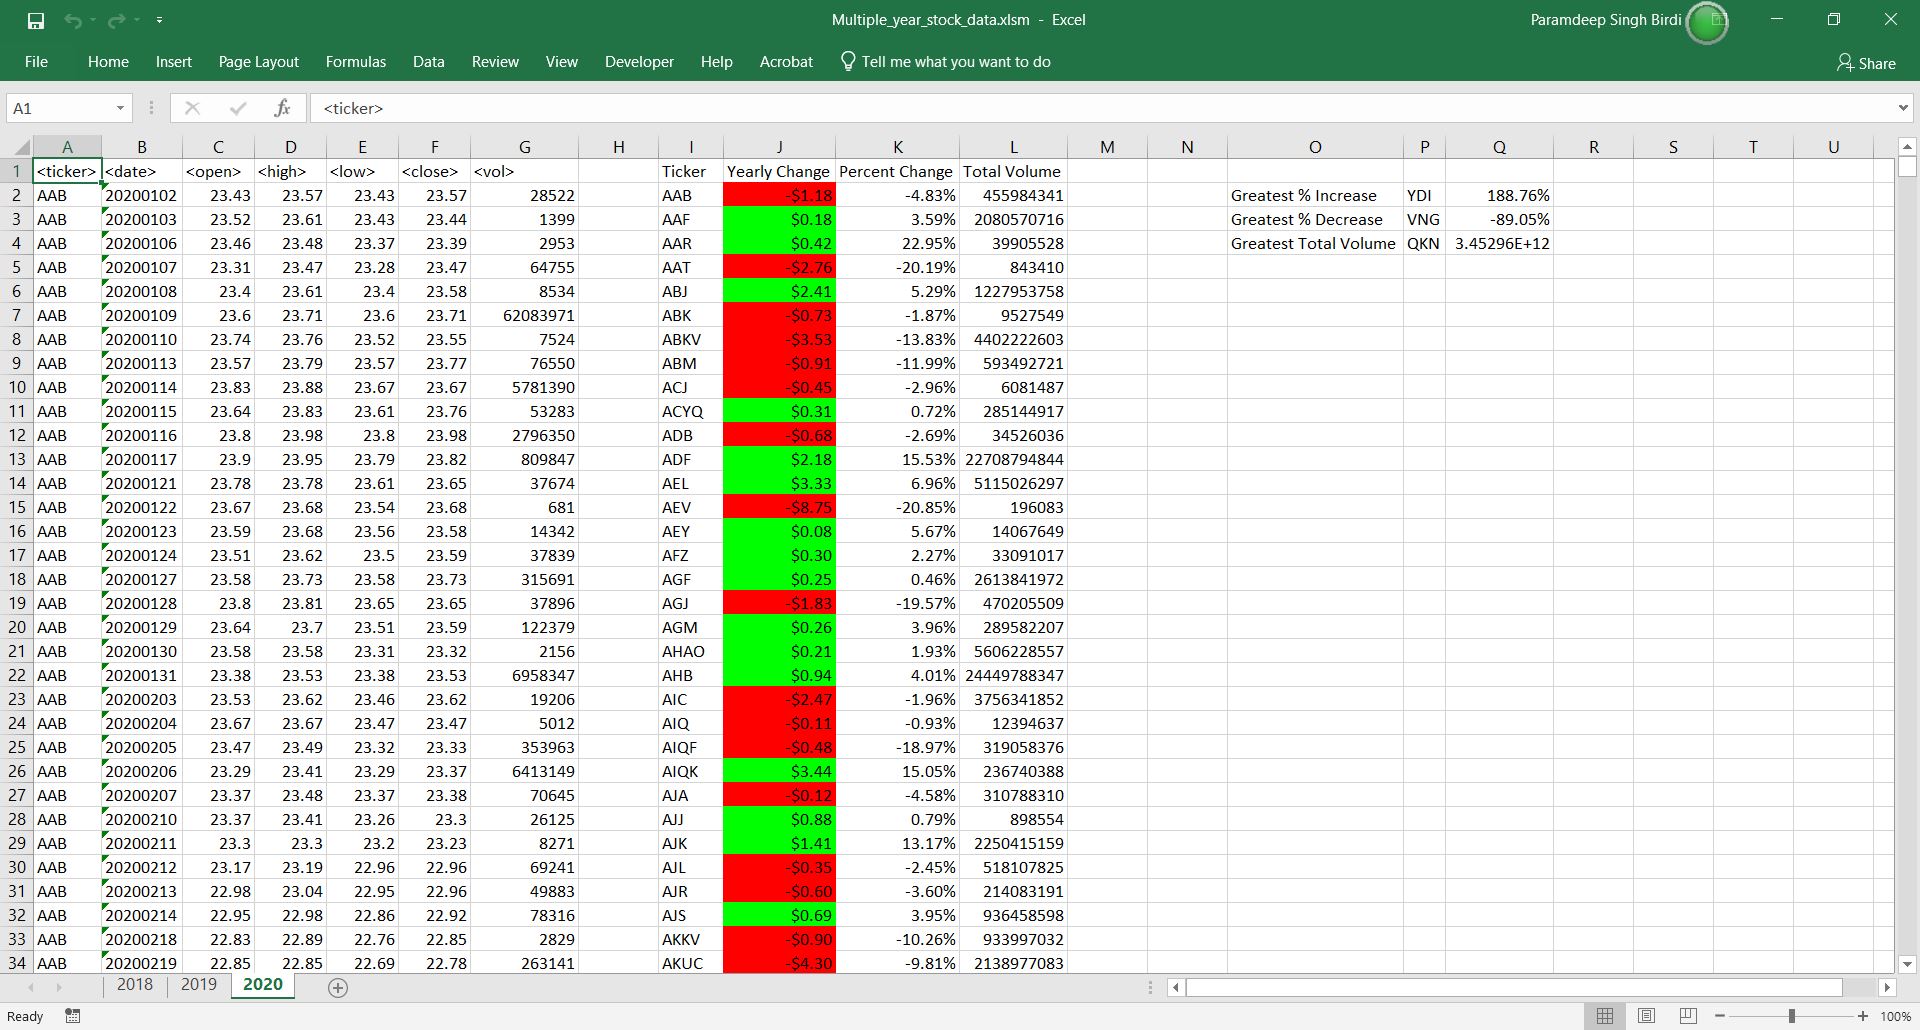 Multiple_year_stock_data.xlsm - Excel
Paramdeep Singh Birdi
File Home Insert Page Layout Formulas Data Review View Developer Help Acrobat Tell me what you want to do Share
A1 fx <ticker>
A B C D E F G H I J K L M N O P Q R S T U
1 <ticker> <date> <open> <high> <low> <close> <vol> Ticker Yearly Change Percent Change Total Volume
2 AAB 20200102 23.43 23.57 23.43 23.57 28522 AAB -$1.18 -4.83% 455984341 Greatest % Increase YDI 188.76%
3 AAB 20200103 23.52 23.61 23.43 23.44 1399 AAF $0.18 3.59% 2080570716 Greatest % Decrease VNG -89.05%
4 AAB 20200106 23.46 23.48 23.37 23.39 2953 AAR $0.42 22.95% 39905528 Greatest Total Volume QKN 3.45296E+12
5 AAB 20200107 23.31 23.47 23.28 23.47 64755 AAT -$2.76 -20.19% 843410
6 AAB 20200108 23.4 23.61 23.4 23.58 8534 ABJ $2.41 5.29% 1227953758
7 AAB 20200109 23.6 23.71 23.6 23.71 62083971 ABK -$0.73 -1.87% 9527549
8 AAB 20200110 23.74 23.76 23.52 23.55 7524 ABKV -$3.53 -13.83% 4402222603
9 AAB 20200113 23.57 23.79 23.57 23.77 76550 ABM -$0.91 -11.99% 593492721
10 AAB 20200114 23.83 23.88 23.67 23.67 5781390 ACJ -$0.45 -2.96% 6081487
11 AAB 20200115 23.64 23.83 23.61 23.76 53283 ACYQ $0.31 0.72% 285144917
12 AAB 20200116 23.8 23.98 23.8 23.98 2796350 ADB -$0.68 -2.69% 34526036
13 AAB 20200117 23.9 23.95 23.79 23.82 809847 ADF $2.18 15.53% 22708794844
14 AAB 20200121 23.78 23.78 23.61 23.65 37674 AEL $3.33 6.96% 5115026297
15 AAB 20200122 23.67 23.68 23.54 23.68 681 AEV -$8.75 -20.85% 196083
16 AAB 20200123 23.59 23.68 23.56 23.58 14342 AEY $0.08 5.67% 14067649
17 AAB 20200124 23.51 23.62 23.5 23.59 37839 AFZ $0.30 2.27% 33091017
18 AAB 20200127 23.58 23.73 23.58 23.73 315691 AGF $0.25 0.46% 2613841972
19 AAB 20200128 23.8 23.81 23.65 23.65 37896 AGJ -$1.83 -19.57% 470205509
20 AAB 20200129 23.64 23.7 23.51 23.59 122379 AGM $0.26 3.96% 289582207
21 AAB 20200130 23.58 23.58 23.31 23.32 2156 AHAO $0.21 1.93% 5606228557
22 AAB 20200131 23.38 23.53 23.38 23.53 6958347 AHB $0.94 4.01% 24449788347
23 AAB 20200203 23.53 23.62 23.46 23.62 19206 AIC -$2.47 -1.96% 3756341852
24 AAB 20200204 23.67 23.67 23.47 23.47 5012 AIQ -$0.11 -0.93% 12394637
25 AAB 20200205 23.47 23.49 23.32 23.33 353963 AIQF -$0.48 -18.97% 319058376
26 AAB 20200206 23.29 23.41 23.29 23.37 6413149 AIQK $3.44 15.05% 236740388
27 AAB 20200207 23.37 23.48 23.37 23.38 70645 AJA -$0.12 -4.58% 310788310
28 AAB 20200210 23.37 23.41 23.26 23.3 26125 AJJ $0.88 0.79% 898554
29 AAB 20200211 23.3 23.3 23.2 23.23 8271 AJK $1.41 13.17% 2250415159
30 AAB 20200212 23.17 23.19 22.96 22.96 69241 AJL -$0.35 -2.45% 518107825
31 AAB 20200213 22.98 23.04 22.95 22.96 49883 AJR -$0.60 -3.60% 214083191
32 AAB 20200214 22.95 22.98 22.86 22.92 78316 AJS $0.69 3.95% 936458598
33 AAB 20200218 22.83 22.89 22.76 22.85 2829 AKKV -$0.90 -10.26% 933997032
34 AAB 20200219 22.85 22.85 22.69 22.78 263141 AKUC -$4.30 -9.81% 2138977083
2018 2019 2020
Ready 100%